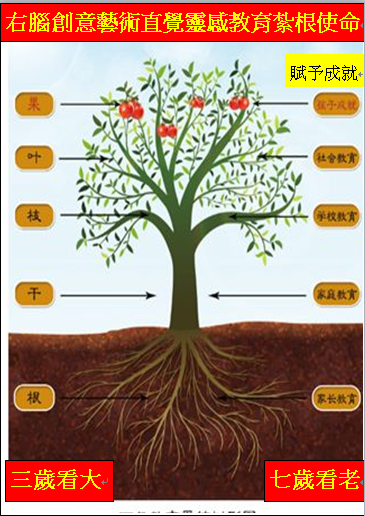 右腦創意藝術直覺靈感教育紮根使命
賦予成就
果
孩子成就
叶
社会教育
枝
学校教育
干
家庭教育
根
家长教育
三歲看大
七歲看老